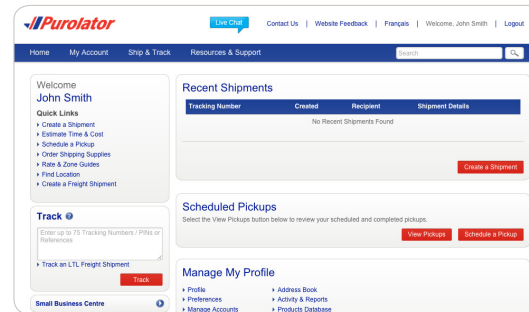 Purolator
Live Chat
Contact Us | Website Feedback | Français | Welcome, John Smith | Logout
Home My Account Ship & Track Resources & Support Search
Welcome
John Smith
Quick Links
Create a Shipment
Estimate Time & Cost
Schedule a Pickup
Order Shipping Supplies
Rate & Zone Guides
Find Location
Create a Freight Shipment
Track
Enter up to 75 Tracking Numbers / PINs or
References
Track an LTL Freight Shipment
Track
Small Business Centre
Recent Shipments
Tracking Number Created Recipient Shipment Details
No Recent Shipments Found
Create a Shipment
Scheduled Pickups
Select the View Pickups button below to review your scheduled and completed pickups.
View Pickups Schedule a Pickup
Manage My Profile
Profile Address Book
Preferences Activity & Reports
Manage Accounts Products Database